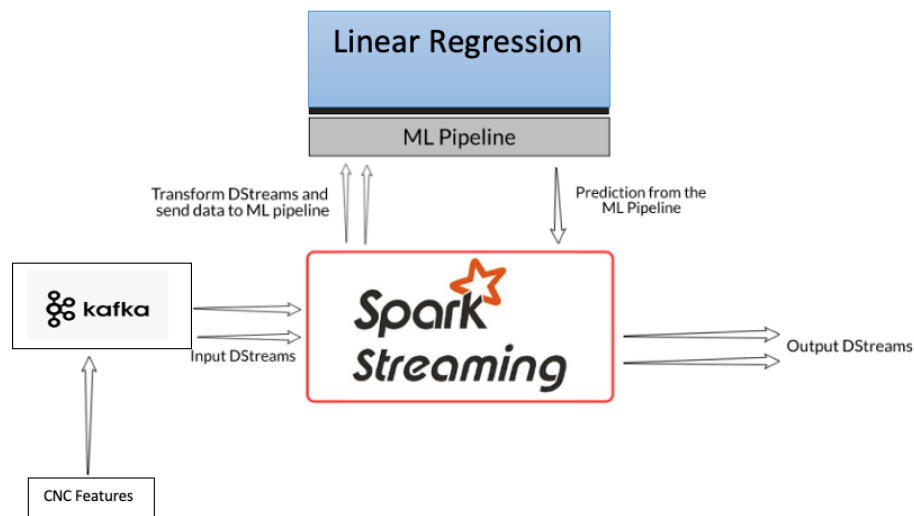 Linear Regression
ML Pipeline
Transform DStreams and
send data to ML pipeline
Prediction from the
ML Pipeline
kafka
Input DStreams
Spark
Streaming
Output DStreams
CNC Features